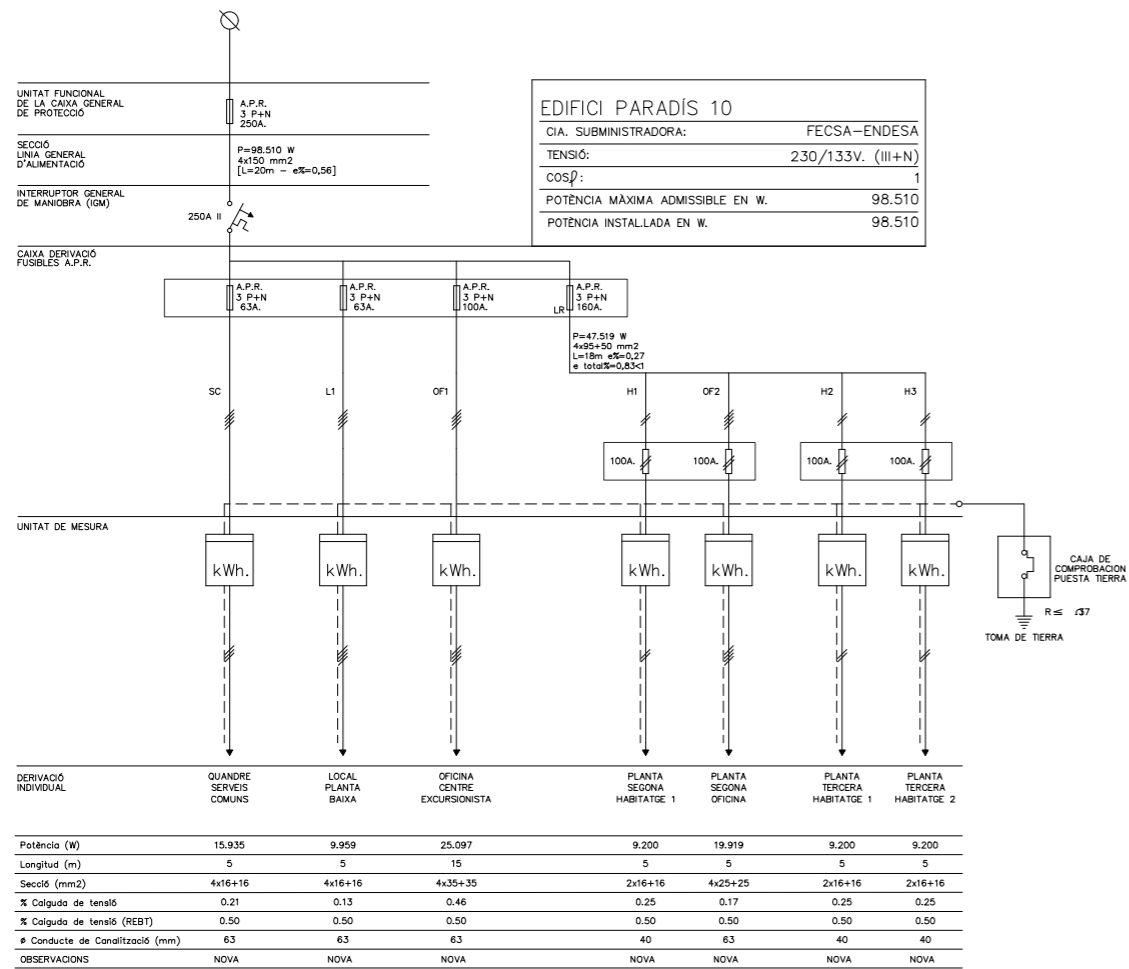 UNITAT FUNCIONAL
DE LA CAIXA GENERAL
DE PROTECCIÓ
A.P.R.
3 P+N
250A.
SECCIÓ
LINIA GENERAL
D'ALIMENTACIÓ
P=98.510 W
4x150 mm2
[L=20m – e%=0,56]
INTERRUPTOR GENERAL
DE MANIOBRA (IGM)
250A II
EDIFICI PARADÍS 10
CIA. SUBMINISTRADORA: FECSA-ENDESA
TENSIÓ: 230/133V. (III+N)
COSρ: 1
POTÈNCIA MÀXIMA ADMISSIBLE EN W. 98.510
POTÈNCIA INSTAL.LADA EN W. 98.510
CAIXA DERIVACIÓ
FUSIBLES A.P.R.
A.P.R. A.P.R. A.P.R. A.P.R.
3 P+N 3 P+N 3 P+N 3 P+N
63A. 63A. 100A. LR 160A.
P=47.519 W
4x95+50 mm2
L=18m e%=0,27
e total%=0,83<1
SC L1 OF1 H1 OF2 H2 H3
100A. 100A. 100A. 100A.
UNITAT DE MESURA
kWh. kWh. kWh. kWh. kWh. kWh. kWh.
CAJA DE
COMPROBACION
PUESTA TIERRA
R≤ Ω37
TOMA DE TIERRA
DERIVACIÓ
INDIVIDUAL
QUANDRE
SERVEIS
COMUNS
LOCAL
PLANTA
BAIXA
OFICINA
CENTRE
EXCURSIONISTA
PLANTA
SEGONA
HABITATGE 1
PLANTA
SEGONA
OFICINA
PLANTA
TERCERA
HABITATGE 1
PLANTA
TERCERA
HABITATGE 2
Potència (W) 15.935 9.959 25.097 9.200 19.919 9.200 9.200
Longitud (m) 5 5 15 5 5 5 5
Secció (mm2) 4x16+16 4x16+16 4x35+35 2x16+16 4x25+25 2x16+16 2x16+16
% Caiguda de tensió 0.21 0.13 0.46 0.25 0.17 0.25 0.25
% Caiguda de tensió (REBT) 0.50 0.50 0.50 0.50 0.50 0.50 0.50
ø Conducte de Canalització (mm) 63 63 63 40 63 40 40
OBSERVACIONS NOVA NOVA NOVA NOVA NOVA NOVA NOVA